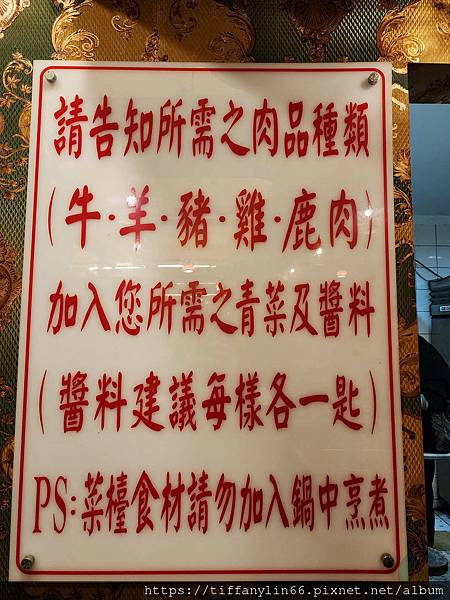 請告知所需之肉品種類
(牛·羊·豬·雞·鹿肉)
加入您所需之青菜及醬料
(醬料建議每樣各一匙)
PS:菜檯食材請勿加入鍋中烹煮
https://tiffanylin66.pixnet.net/album